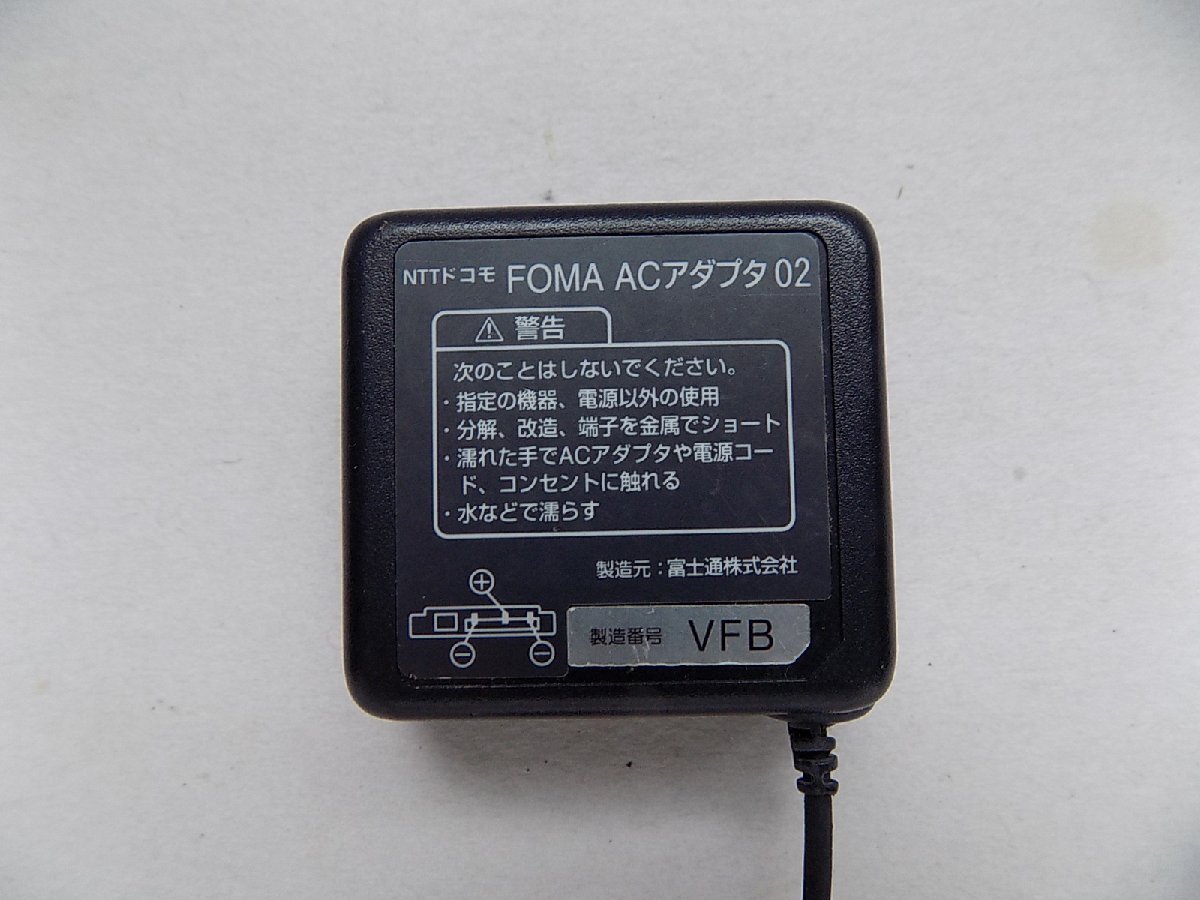 NTTドコモ FOMA ACアダプタ 02
⚠ 警告
次のことはしないでください。
・指定の機器、電源以外の使用
・分解、改造、端子を金属でショート
・濡れた手でACアダプタや電源コー
ド、コンセントに触れる
・水などで濡らす
製造元：富士通株式会社
製造番号 VFB